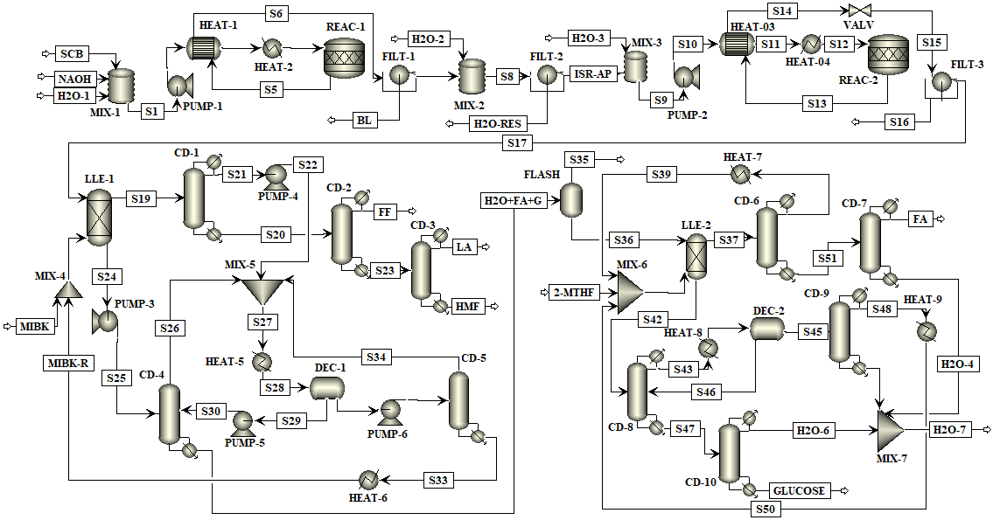 S6
S14
HEAT-1
REAC-1
H2O-2
H2O-3
MIX-3
HEAT-03
VALV
SCB
HEAT-2
FILT-1
FILT-2
S10
S11
S12
S15
HEAT-04
FILT-3
NAOH
H2O-1
S5
S8
ISR-AP
REAC-2
MIX-1
S1
PUMP-1
MIX-2
S9
PUMP-2
S13
BL
H2O-RES
S16
S17
CD-1
S22
S35
HEAT-7
LLE-1
S21
FLASH
S39
S19
PUMP-4
CD-2
H2O+FA+G
CD-6
CD-7
FF
FA
S20
CD-3
S36
LLE-2
S37
LA
S51
MIX-4
S24
MIX-5
S23
MIX-6
2-MTHF
PUMP-3
HMF
CD-9
HEAT-9
MIBK
S26
S27
S42
DEC-2
S48
HEAT-8
S45
MIBK-R
HEAT-5
S34
CD-5
H2O-4
S25
CD-4
S28
DEC-1
S43
S46
S30
S29
PUMP-5
PUMP-6
CD-8
S47
H2O-6
H2O-7
MIX-7
S33
HEAT-6
CD-10
GLUCOSE
S50